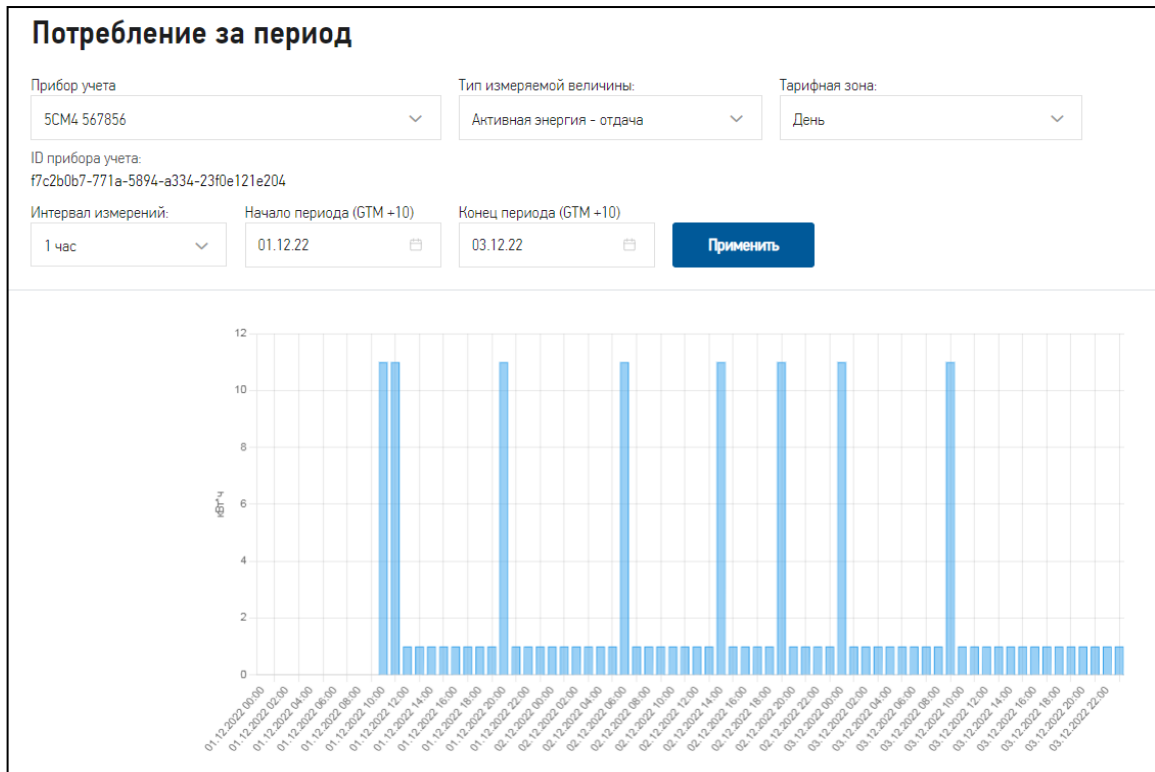 Потребление за период
Прибор учета
Тип измеряемой величины:
Тарифная зона:
5СМ4 567856
Активная энергия - отдача
День
ID прибора учета:
f7c2b0b7-771a-5894-a334-23f0e121e204
Интервал измерений:
Начало периода (GTM +10)
Конец периода (GTM +10)
1 час
01.12.22
03.12.22
Применить
12
10
8
6
4
2
0
кВт*ч
01.12.2022 00:00
01.12.2022 02:00
01.12.2022 04:00
01.12.2022 06:00
01.12.2022 08:00
01.12.2022 10:00
01.12.2022 12:00
01.12.2022 14:00
01.12.2022 16:00
01.12.2022 18:00
01.12.2022 20:00
01.12.2022 22:00
02.12.2022 00:00
02.12.2022 02:00
02.12.2022 04:00
02.12.2022 06:00
02.12.2022 08:00
02.12.2022 10:00
02.12.2022 12:00
02.12.2022 14:00
02.12.2022 16:00
02.12.2022 18:00
02.12.2022 20:00
02.12.2022 22:00
03.12.2022 00:00
03.12.2022 04:00
03.12.2022 06:00
03.12.2022 08:00
03.12.2022 10:00
03.12.2022 12:00
03.12.2022 14:00
03.12.2022 16:00
03.12.2022 18:00
03.12.2022 20:00
03.12.2022 22:00